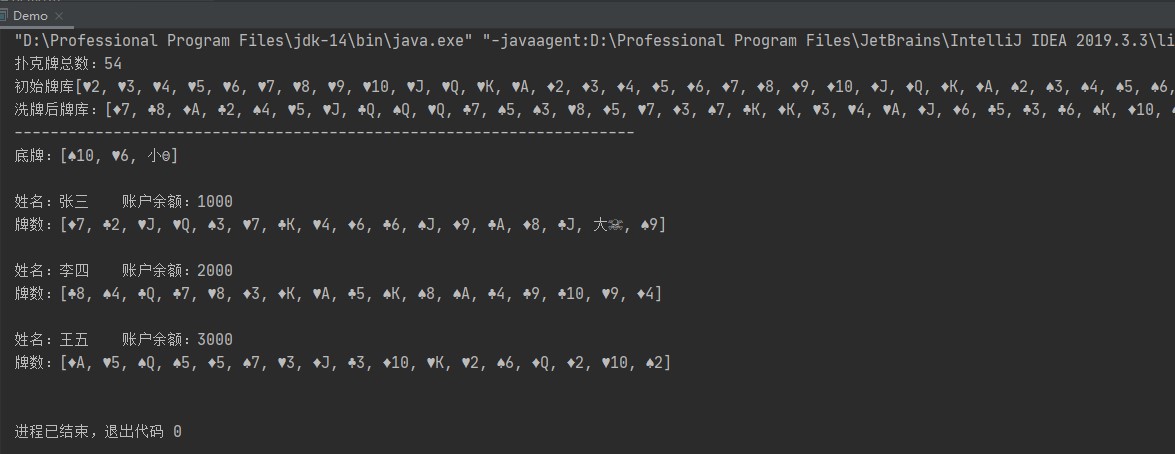 Demo
"D:\Professional Program Files\jdk-14\bin\java.exe" "-javaagent:D:\Professional Program Files\JetBrains\IntelliJ IDEA 2019.3.3\li
扑克牌总数：54
初始牌库[♥2, ♥3, ♥4, ♥5, ♥6, ♥7, ♥8, ♥9, ♥10, ♥J, ♥Q, ♥K, ♥A, ♦2, ♦3, ♦4, ♦5, ♦6, ♦7, ♦8, ♦9, ♦10, ♦J, ♦Q, ♦K, ♦A, ♠2, ♠3, ♠4, ♠5, ♠6,
洗牌后牌库：[♦7, ♣8, ♦A, ♣2, ♠4, ♥5, ♥J, ♣Q, ♠Q, ♥Q, ♣7, ♠5, ♠3, ♥8, ♦5, ♥7, ♦3, ♠7, ♣K, ♦K, ♥3, ♥4, ♥A, ♦J, ♦6, ♣5, ♣3, ♣6, ♠K, ♦10,
---------------------------------------------------------------------
底牌：[♠10, ♥6, 小☺]
姓名：张三    账户余额：1000
牌数：[♦7, ♣2, ♥J, ♥Q, ♠3, ♥7, ♣K, ♥4, ♦6, ♣6, ♠J, ♦9, ♣A, ♦8, ♣J, 大☠, ♠9]
姓名：李四    账户余额：2000
牌数：[♣8, ♠4, ♣Q, ♣7, ♥8, ♦3, ♦K, ♥A, ♣5, ♠K, ♠8, ♠A, ♣4, ♣9, ♣10, ♥9, ♦4]
姓名：王五    账户余额：3000
牌数：[♦A, ♥5, ♠Q, ♠5, ♦5, ♠7, ♥3, ♦J, ♣3, ♦10, ♥K, ♥2, ♠6, ♦Q, ♦2, ♥10, ♠2]
进程已结束，退出代码 0